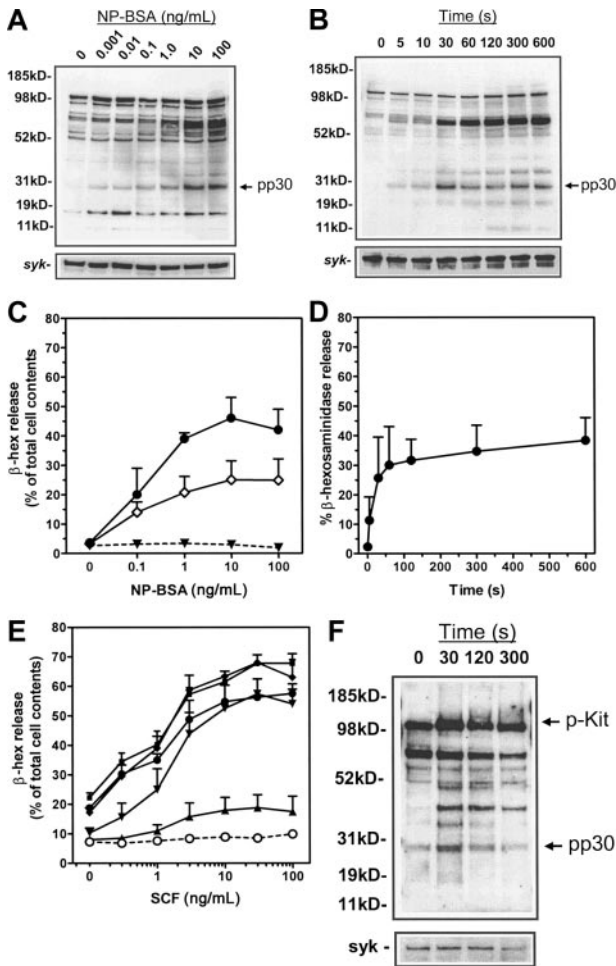 A
NP-BSA (ng/mL)
0 0.001 0.01 0.1 1.0 10 100
185kD-
98kD-
52kD-
31kD-
19kD-
11kD-
pp30
syk-
B
Time (s)
0 5 10 30 60 120 300 600
185kD-
98kD-
52kD-
31kD-
19kD-
11kD-
pp30
syk-
C
β-hex release
(% of total cell contents)
80
70
60
50
40
30
20
10
0
0 0.1 1 10 100
NP-BSA (ng/mL)
D
% β-hexosaminidase release
80
70
60
50
40
30
20
10
0
0 100 200 300 400 500 600
Time (s)
E
β-hex release
(% of total cell contents)
80
70
60
50
40
30
20
10
0
0 1 10 100
SCF (ng/mL)
F
Time (s)
0 30 120 300
185kD-
98kD-
52kD-
31kD-
19kD-
11kD-
p-Kit
pp30
syk -